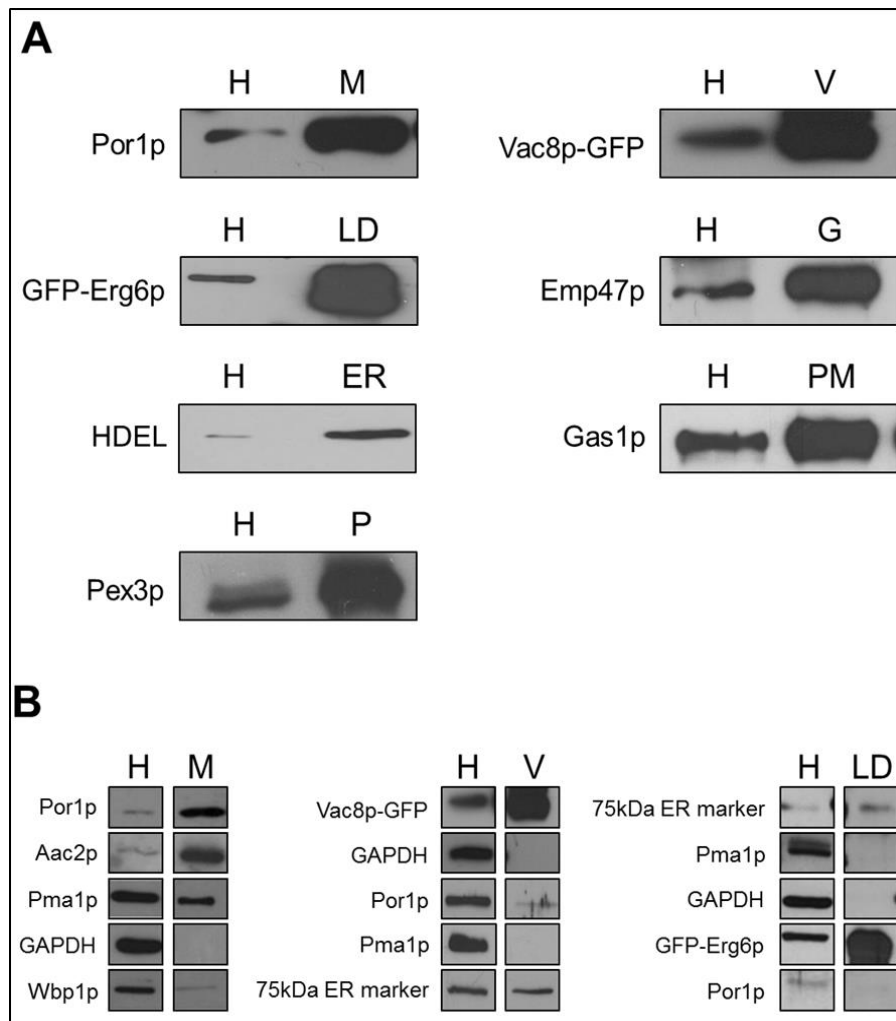 A
H M
Por1p
H V
Vac8p-GFP
H LD
GFP-Erg6p
H G
Emp47p
H ER
HDEL
H PM
Gas1p
H P
Pex3p
B
H M
Por1p
Aac2p
Pma1p
GAPDH
Wbp1p
H V
Vac8p-GFP
GAPDH
Por1p
Pma1p
75kDa ER marker
H LD
75kDa ER marker
Pma1p
GAPDH
GFP-Erg6p
Por1p